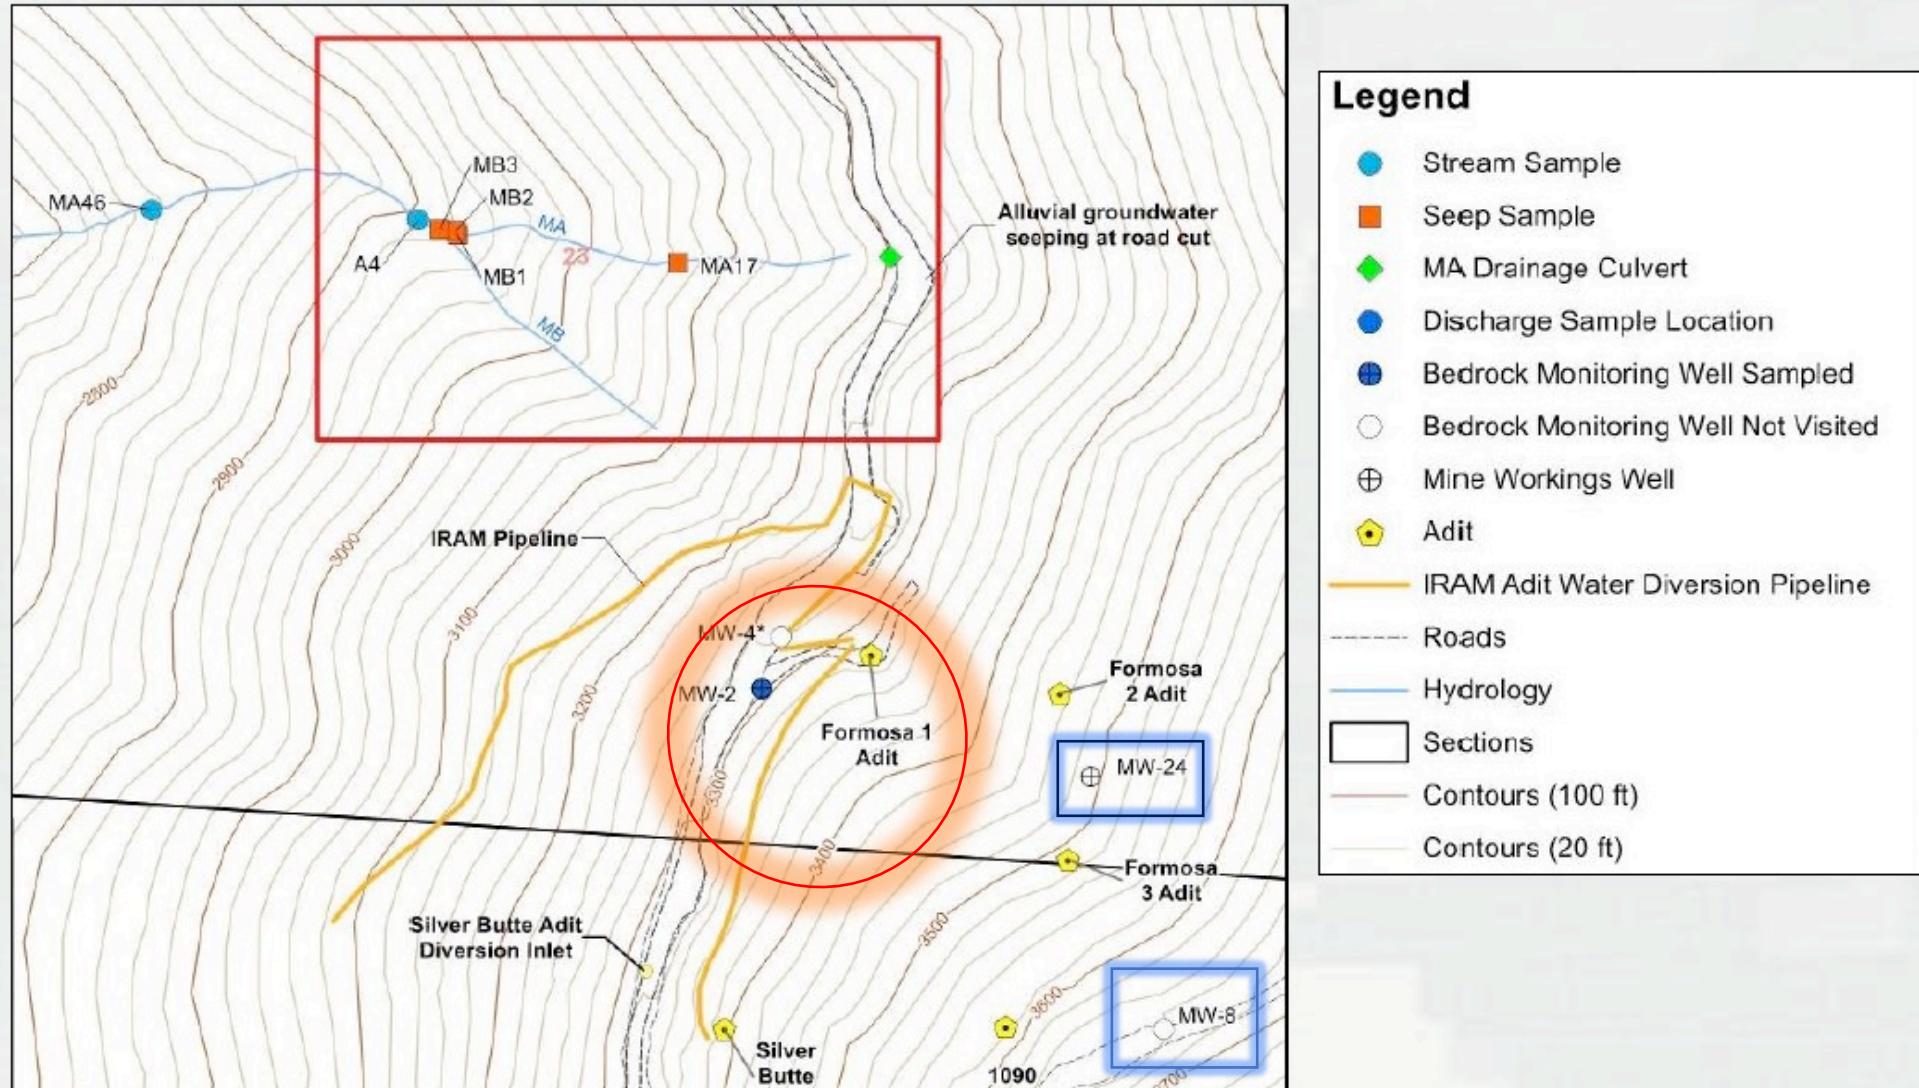 MB3
MB2
MA46
MA
A4
23
MA17
MB1
MB
Alluvial groundwater
seeping at road cut
2900
3000
IRAM Pipeline
3100
MW-4*
3200
MW-2
Formosa 1
Adit
Formosa
2 Adit
MW-24
3300
3400
Formosa
3 Adit
Silver Butte Adit
Diversion Inlet
3500
3600
MW-8
Silver
Butte
1090
3700
Legend
Stream Sample
Seep Sample
MA Drainage Culvert
Discharge Sample Location
Bedrock Monitoring Well Sampled
Bedrock Monitoring Well Not Visited
Mine Workings Well
Adit
IRAM Adit Water Diversion Pipeline
Roads
Hydrology
Sections
Contours (100 ft)
Contours (20 ft)